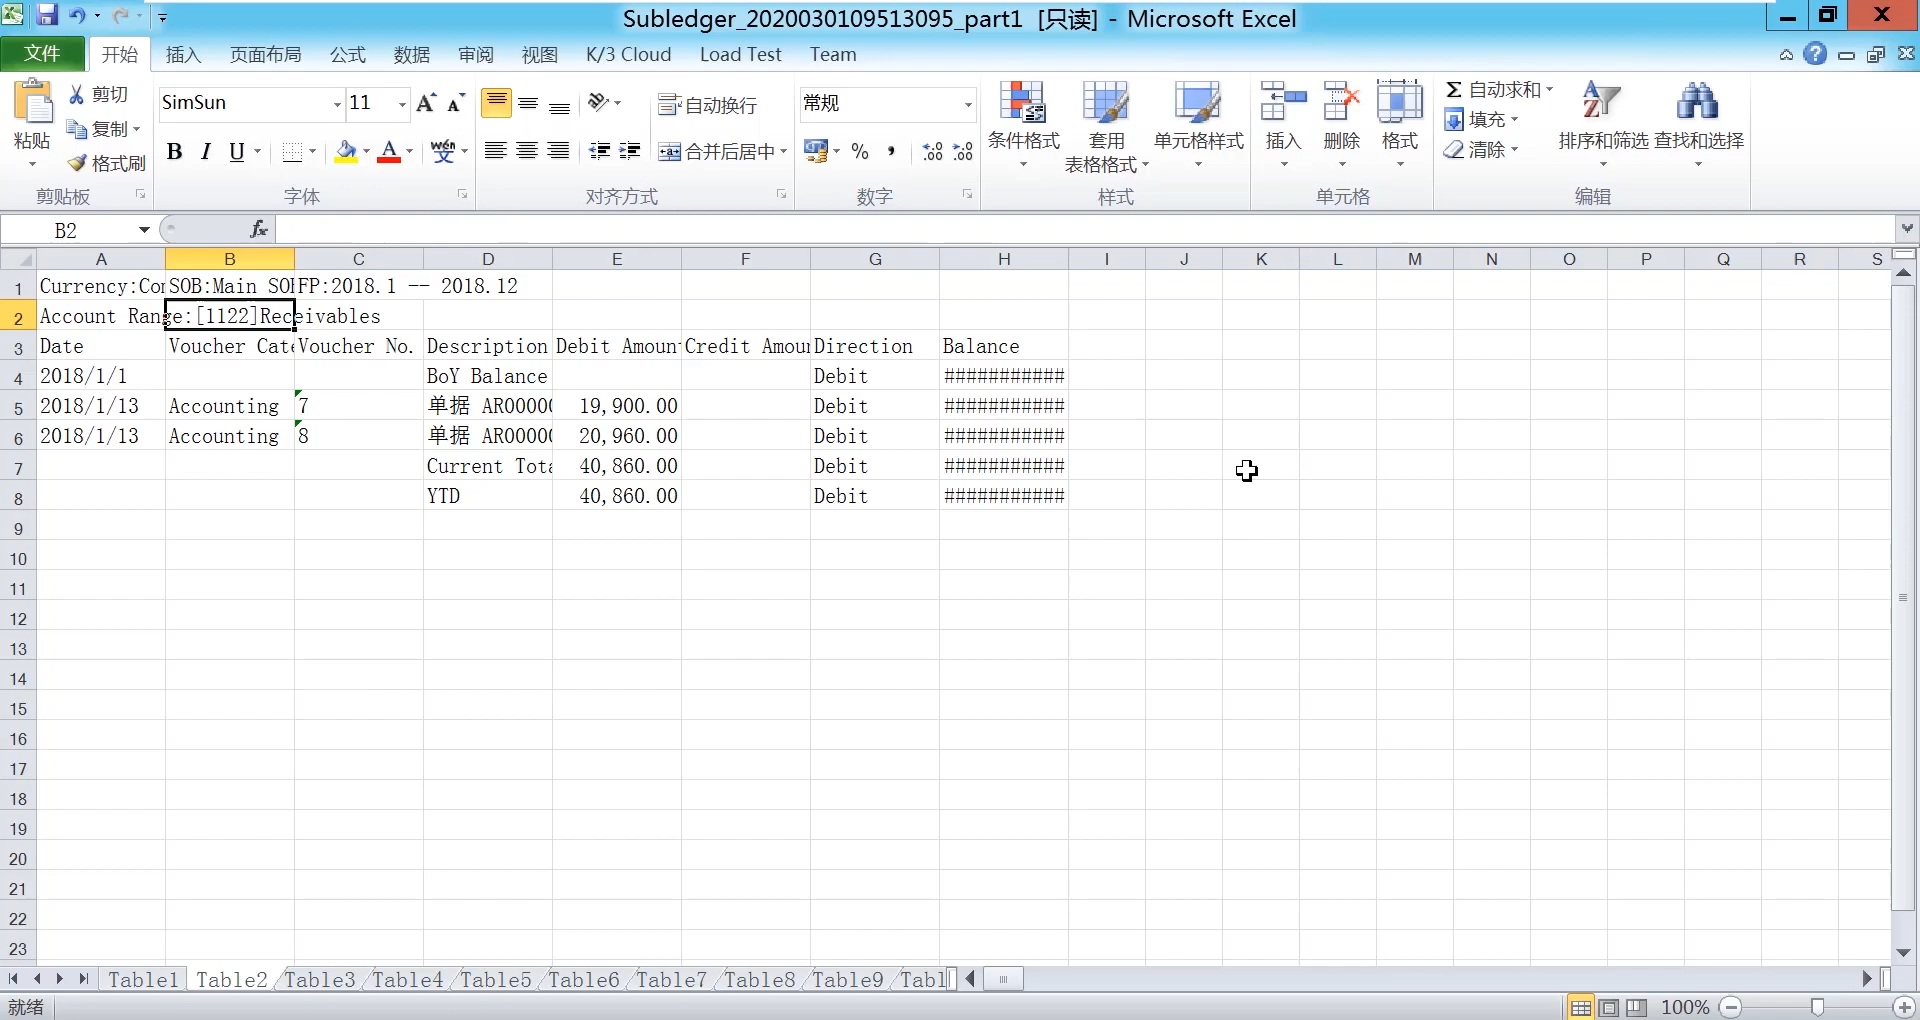 Subledger_2020030109513095_part1 [只读] - Microsoft Excel
文件 开始 插入 页面布局 公式 数据 审阅 视图 K/3 Cloud Load Test Team
粘贴 剪切 复制 格式刷
SimSun 11
B I U A wén 文
自动换行
合并后居中
常规
条件格式 套用 表格格式 单元格样式 插入 删除 格式
Σ 自动求和
填充
清除
排序和筛选 查找和选择
剪贴板 字体 对齐方式 数字 样式 单元格 编辑
B2 fx
A B C D E F G H I J K L M N O P Q R S
1 Currency:Co SOB:Main SO FP:2018.1 -- 2018.12
2 Account Range:[1122]Receivables
3 Date Voucher Cat Voucher No. Description Debit Amoun Credit Amou Direction Balance
4 2018/1/1 BoY Balance Debit ###########
5 2018/1/13 Accounting 7 单据 AR0000 19,900.00 Debit ###########
6 2018/1/13 Accounting 8 单据 AR0000 20,960.00 Debit ###########
7 Current Tot 40,860.00 Debit ###########
8 YTD 40,860.00 Debit ###########
9
10
11
12
13
14
15
16
17
18
19
20
21
22
23
Table1 Table2 Table3 Table4 Table5 Table6 Table7 Table8 Table9 Tabl
就绪 100%